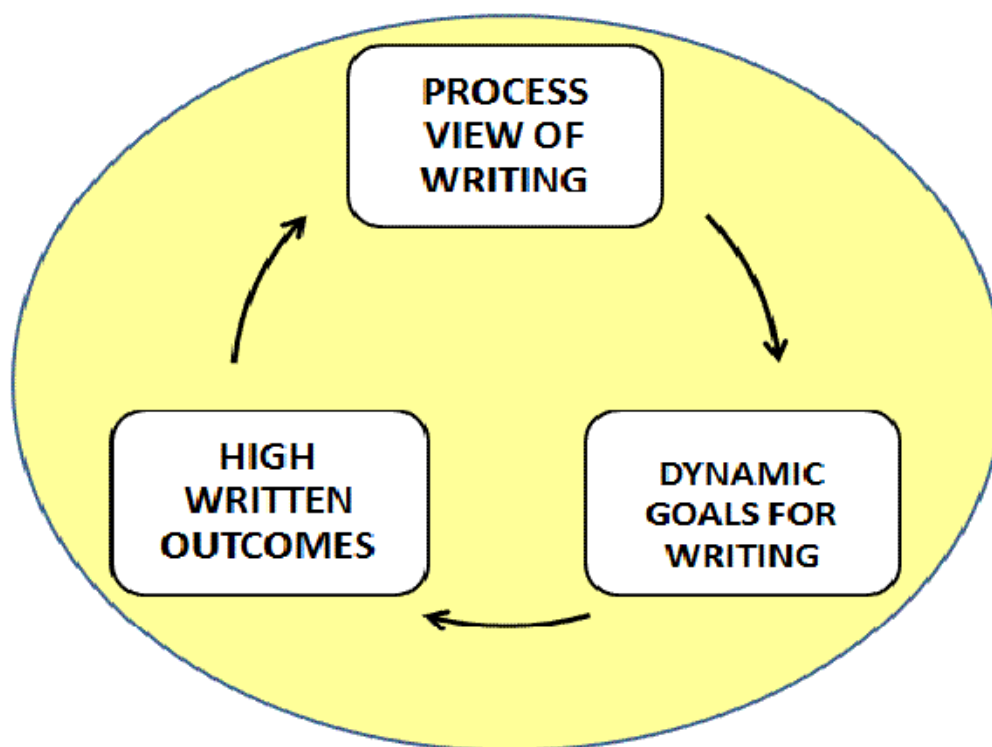 PROCESS
VIEW OF
WRITING
HIGH
WRITTEN
OUTCOMES
DYNAMIC
GOALS FOR
WRITING